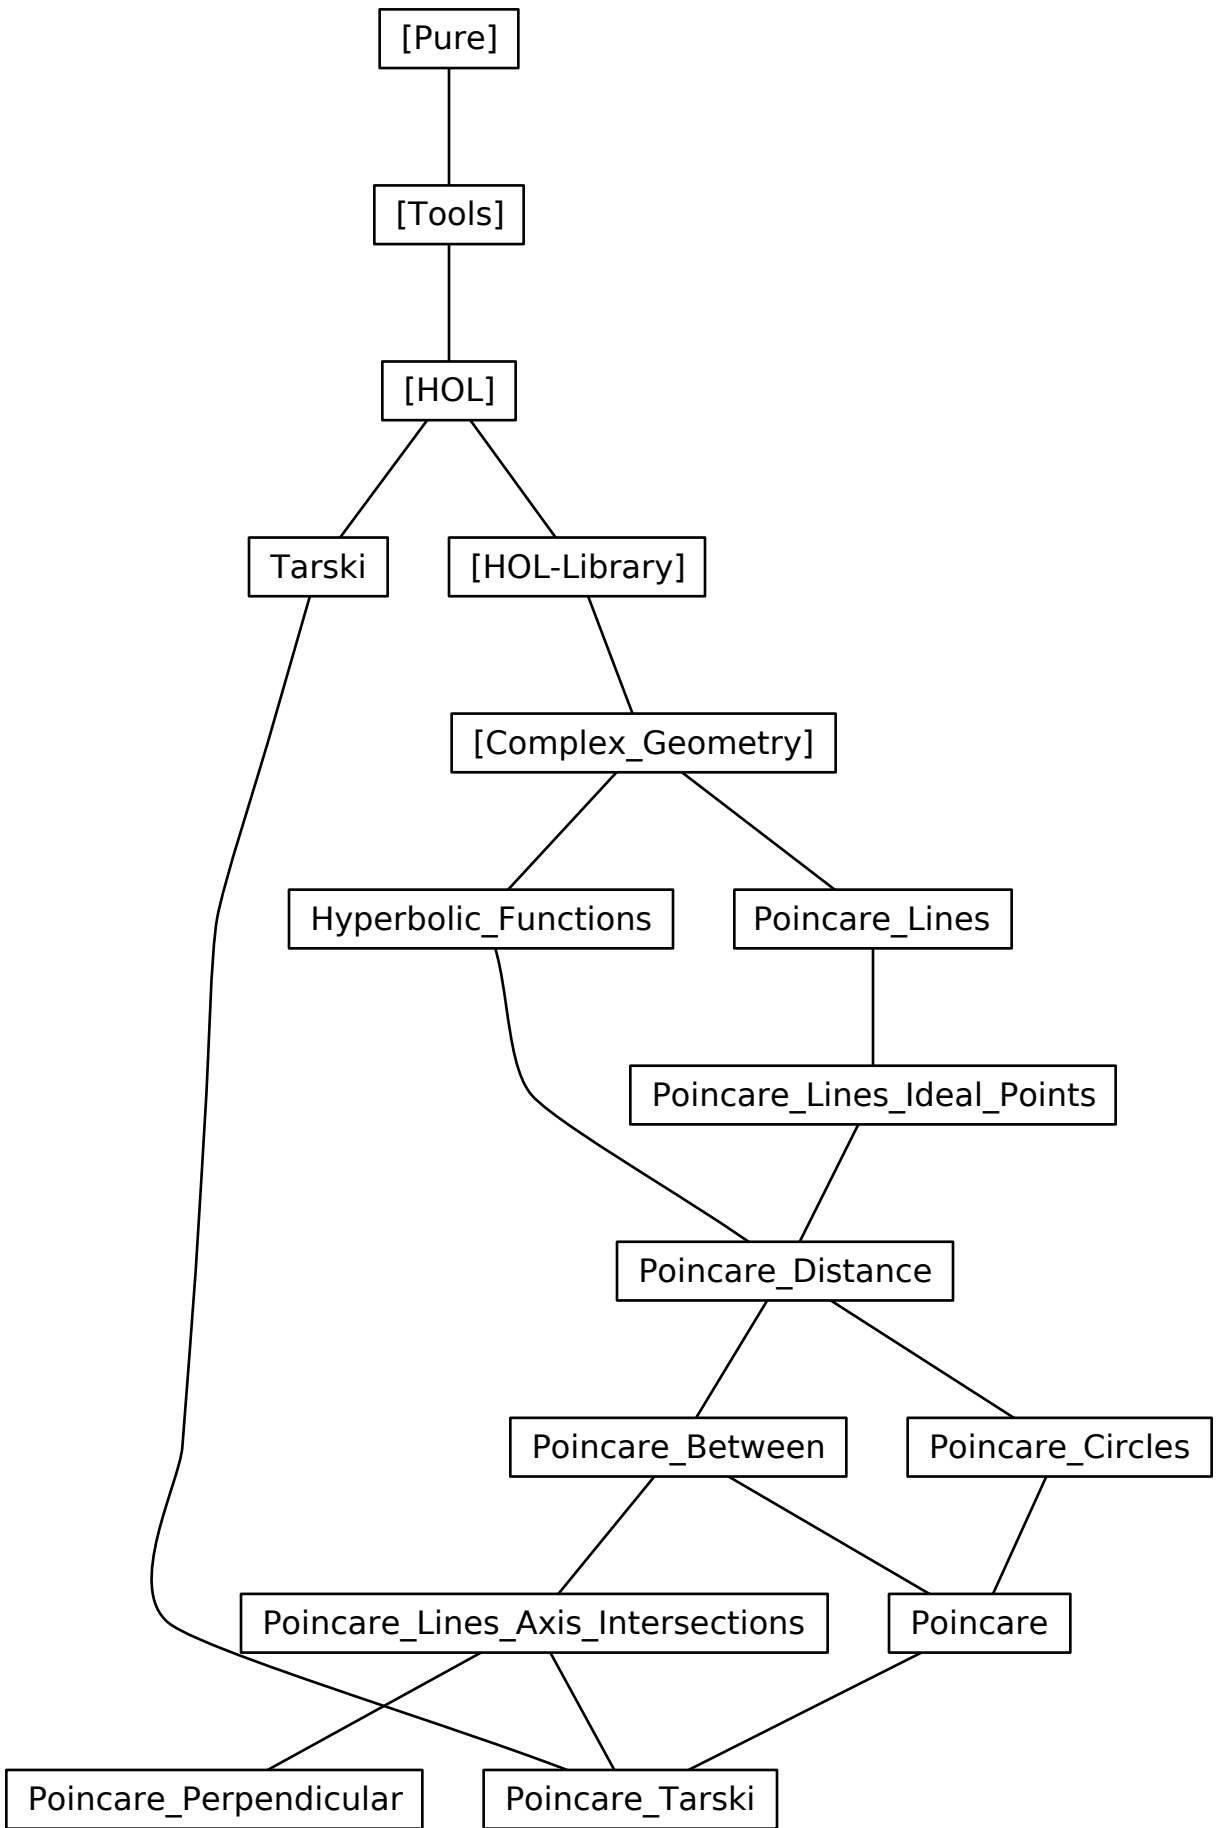 [Pure]
[Tools]
[HOL]
Tarski
[HOL-Library]
[Complex_Geometry]
Hyperbolic_Functions
Poincare_Lines
Poincare_Lines_Ideal_Points
Poincare_Distance
Poincare_Between
Poincare_Circles
Poincare_Lines_Axis_Intersections
Poincare
Poincare_Perpendicular
Poincare_Tarski